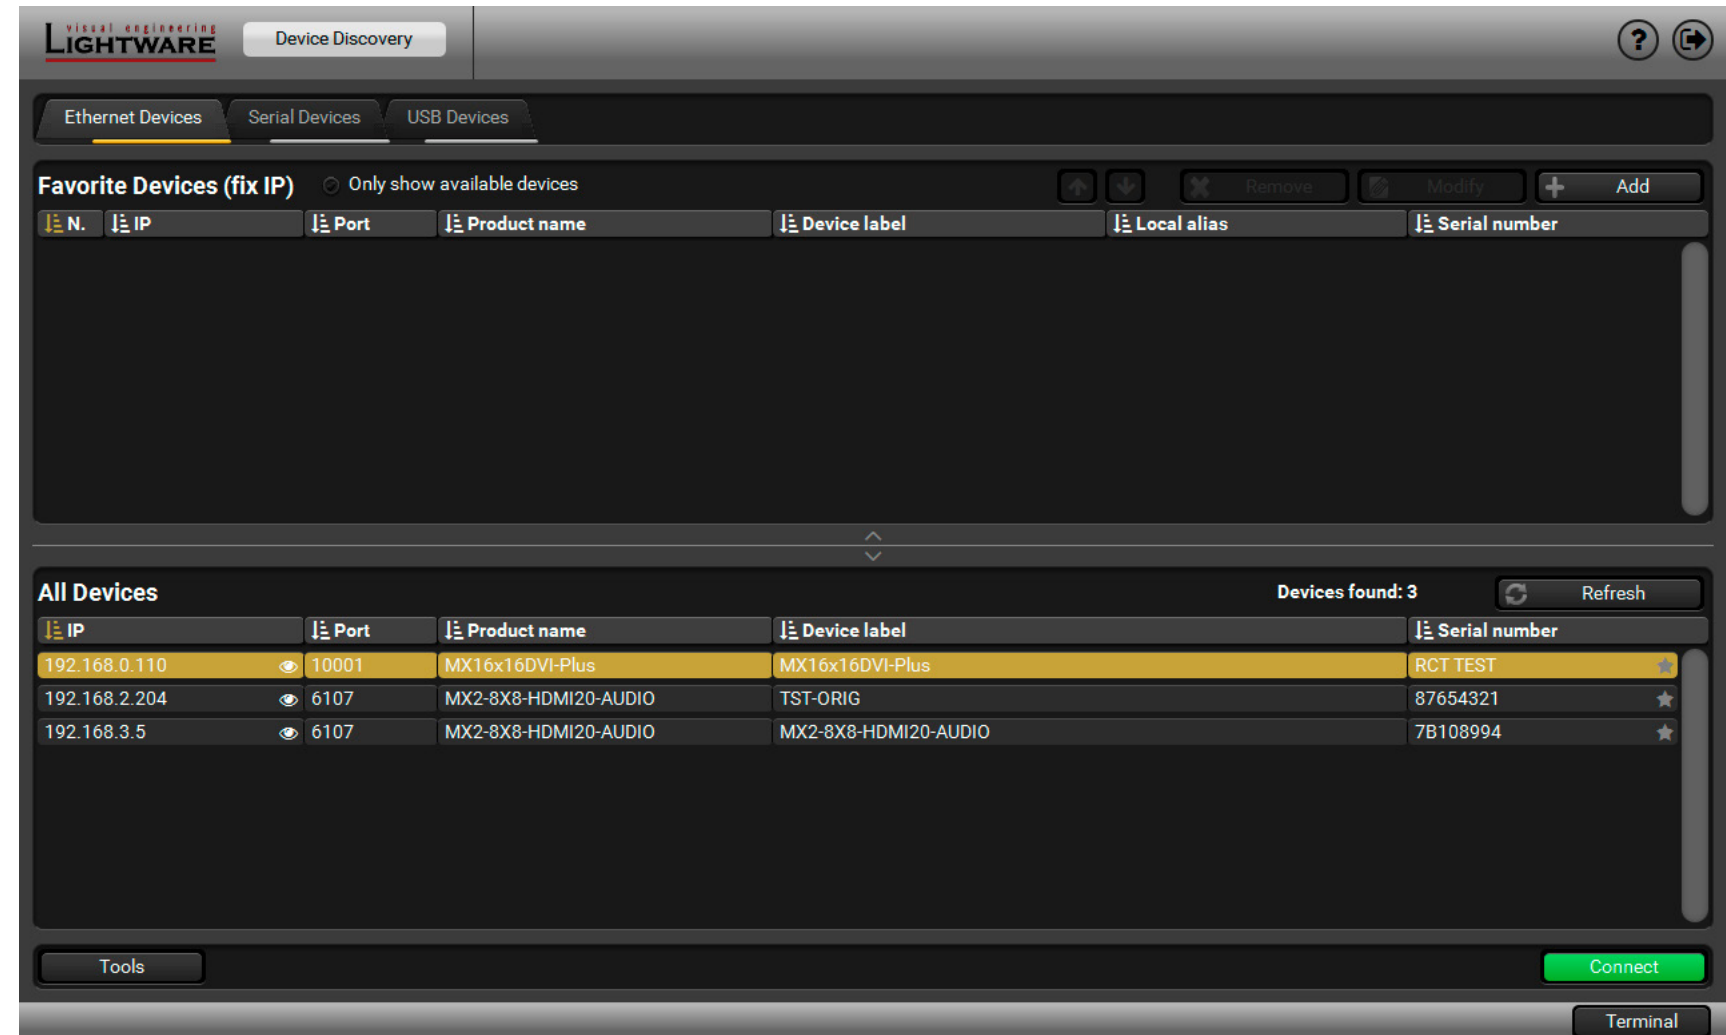 visual engineering
LIGHTWARE
Device Discovery
?
Ethernet Devices Serial Devices USB Devices
Favorite Devices (fix IP) Only show available devices Remove Modify Add
N. IP Port Product name Device label Local alias Serial number
All Devices Devices found: 3 Refresh
IP Port Product name Device label Serial number
192.168.0.110 10001 MX16x16DVI-Plus MX16x16DVI-Plus RCT TEST
192.168.2.204 6107 MX2-8X8-HDMI20-AUDIO TST-ORIG 87654321
192.168.3.5 6107 MX2-8X8-HDMI20-AUDIO MX2-8X8-HDMI20-AUDIO 7B108994
Tools Connect
Terminal